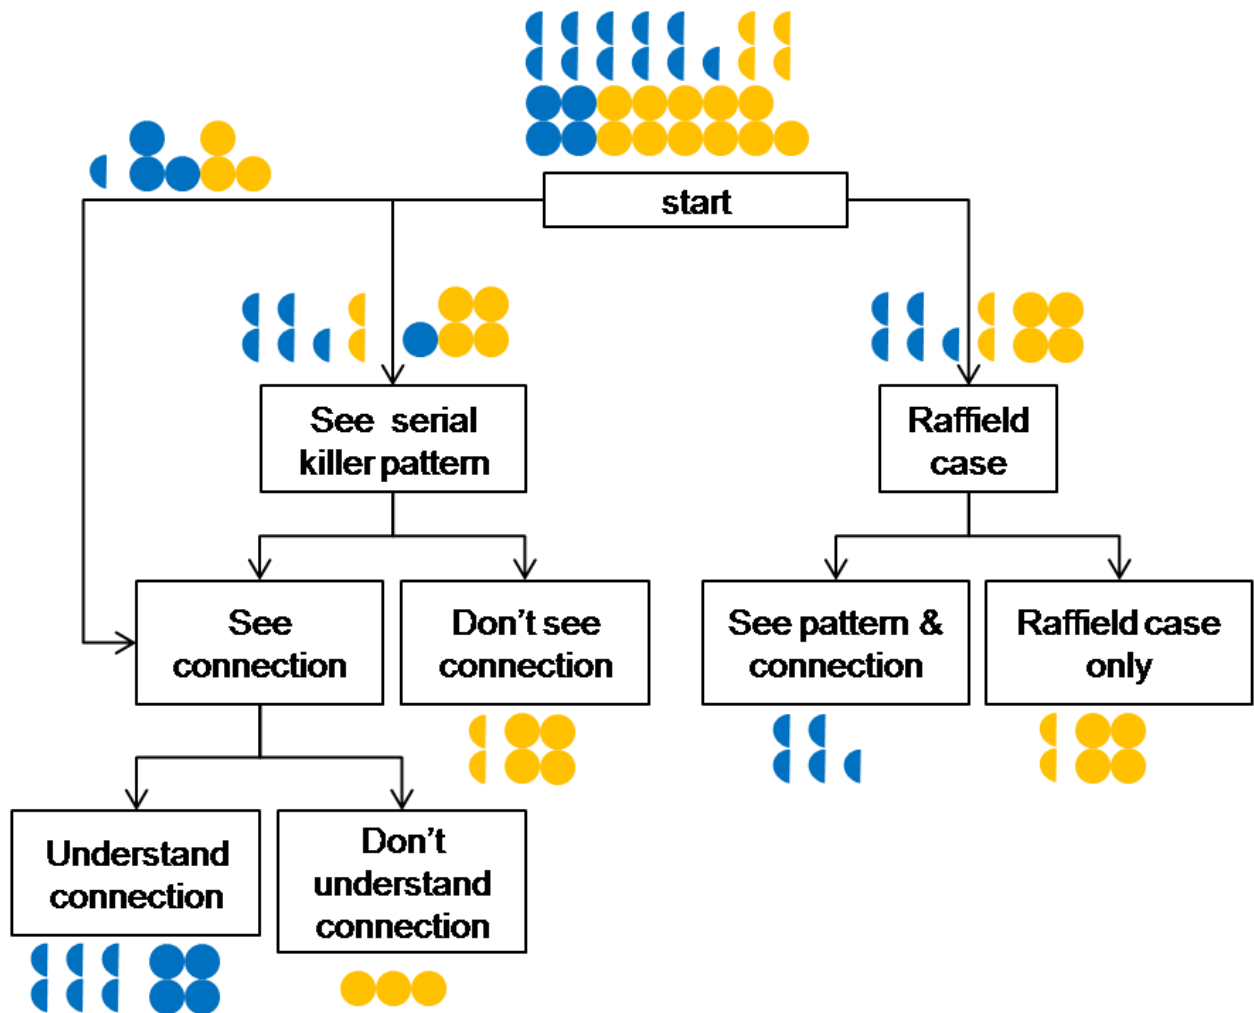 start
See serial
killer pattern
Raffield
case
See
connection
Don't see
connection
See pattern &
connection
Raffield case
only
Understand
connection
Don't
understand
connection